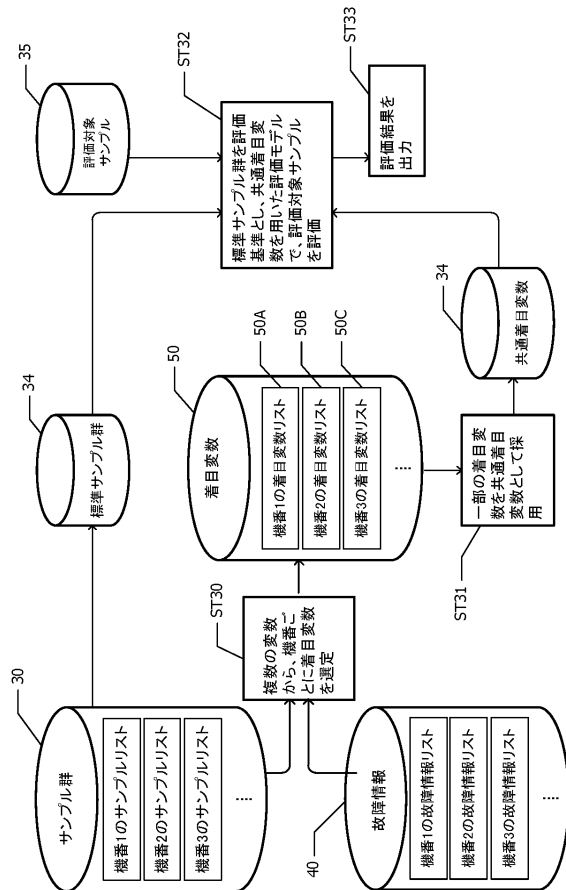 30
サンプル群
機番1のサンプルリスト
機番2のサンプルリスト
機番3のサンプルリスト
....
40
故障情報
機番1の故障情報リスト
機番2の故障情報リスト
機番3の故障情報リスト
....
ST30
複数の変数
から、機番ご
とに着目変数
を選定
34
標準サンプル群
50
着目変数
50A
機番1の着目変数リスト
50B
機番2の着目変数リスト
50C
機番3の着目変数リスト
....
ST31
一部の着目変
数を共通着目
変数として採
用
34
共通着目変数
35
評価対象
サンプル
ST32
標準サンプル群を評価
基準とし、共通着目変
数を用いた評価モデル
で、評価対象サンプル
を評価
ST33
評価結果を
出力